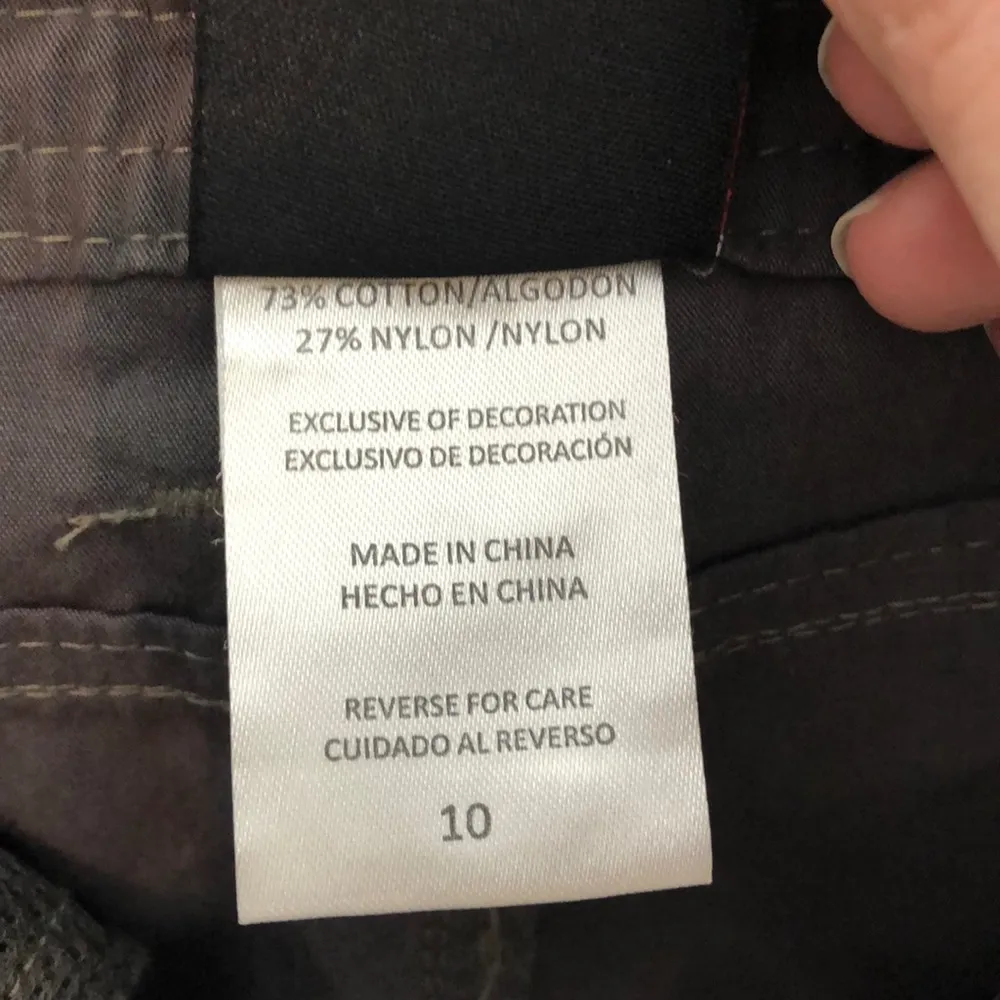 73% COTTON/ALGODON
27% NYLON /NYLON
EXCLUSIVE OF DECORATION
EXCLUSIVO DE DECORACIÓN
MADE IN CHINA
HECHO EN CHINA
REVERSE FOR CARE
CUIDADO AL REVERSO
10